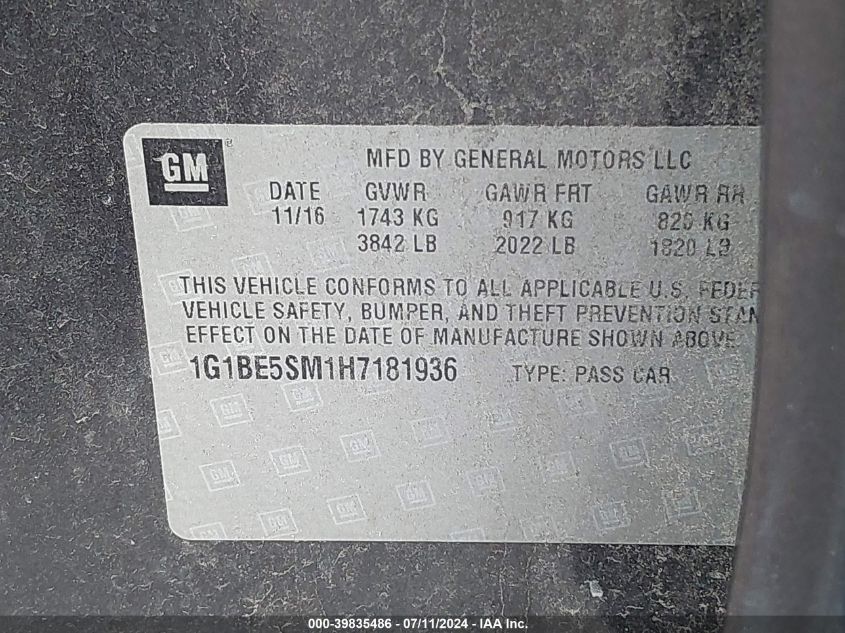 GM
MFD BY GENERAL MOTORS LLC
DATE GVWR GAWR FRT GAWR RR
11/16 1743 KG 917 KG 825 KG
3842 LB 2022 LB 1820 LB
THIS VEHICLE CONFORMS TO ALL APPLICABLE U.S. FEDER
VEHICLE SAFETY, BUMPER, AND THEFT PREVENTION STAN
EFFECT ON THE DATE OF MANUFACTURE SHOWN ABOVE.
1G1BE5SM1H7181936 TYPE: PASS CAR
000-39835486 - 07/11/2024 - IAA Inc.